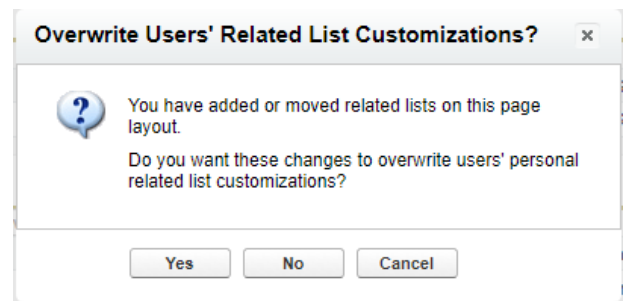 Overwrite Users' Related List Customizations?
You have added or moved related lists on this page
layout.
Do you want these changes to overwrite users' personal
related list customizations?
Yes No Cancel